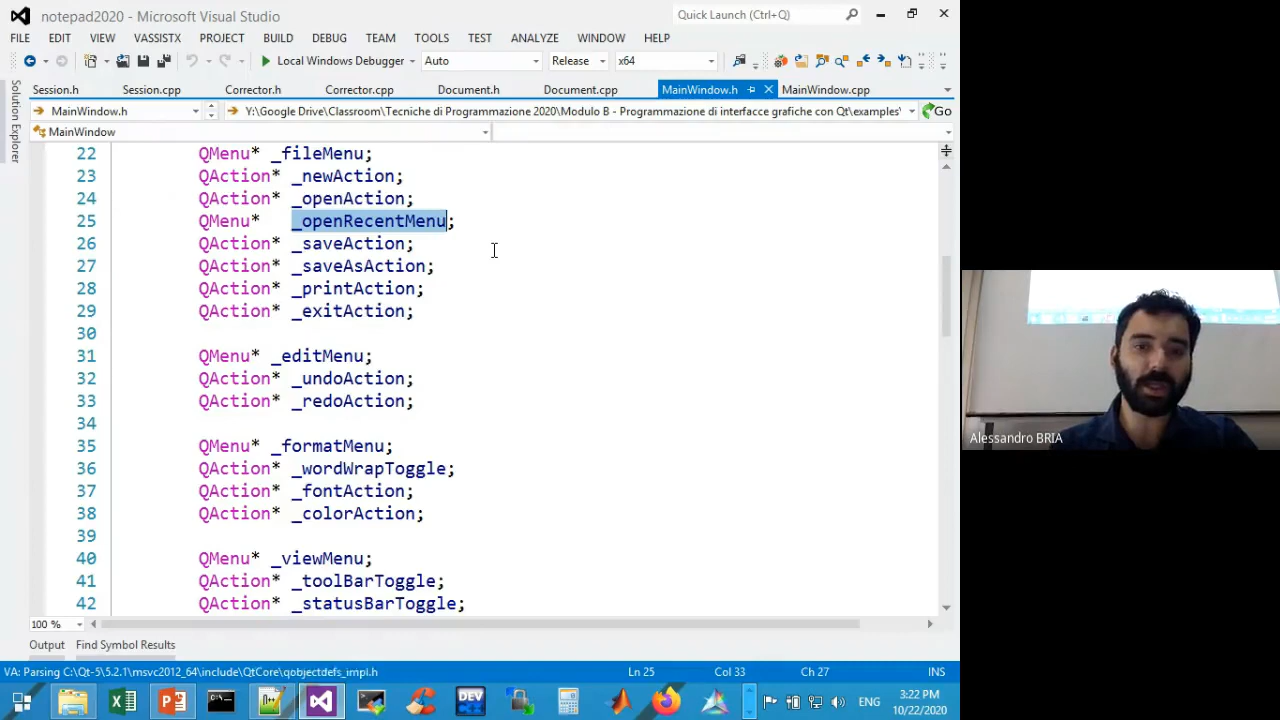 notepad2020 - Microsoft Visual Studio
Quick Launch (Ctrl+Q)
FILE EDIT VIEW VASSISTX PROJECT BUILD DEBUG TEAM TOOLS TEST ANALYZE WINDOW HELP
Local Windows Debugger Auto Release x64
Session.h Session.cpp Corrector.h Corrector.cpp Document.h Document.cpp MainWindow.h MainWindow.cpp
MainWindow Y:\Google Drive\Classroom\Tecniche di Programmazione 2020\Modulo B - Programmazione di interfacce grafiche con Qt\examples\ Go
MainWindow
Solution Explorer
22 QMenu* _fileMenu;
23 QAction* _newAction;
24 QAction* _openAction;
25 QMenu* _openRecentMenu;
26 QAction* _saveAction;
27 QAction* _saveAsAction;
28 QAction* _printAction;
29 QAction* _exitAction;
30
31 QMenu* _editMenu;
32 QAction* _undoAction;
33 QAction* _redoAction;
34
35 QMenu* _formatMenu;
36 QAction* _wordWrapToggle;
37 QAction* _fontAction;
38 QAction* _colorAction;
39
40 QMenu* _viewMenu;
41 QAction* _toolBarToggle;
42 QAction* _statusBarToggle;
100 %
Output Find Symbol Results
VA: Parsing C:\Qt-5\5.2.1\msvc2012_64\include\QtCore\qobjectdefs_impl.h Ln 25 Col 33 Ch 27 INS
DEV
ENG
3:22 PM
10/22/2020
Alessandro BRIA